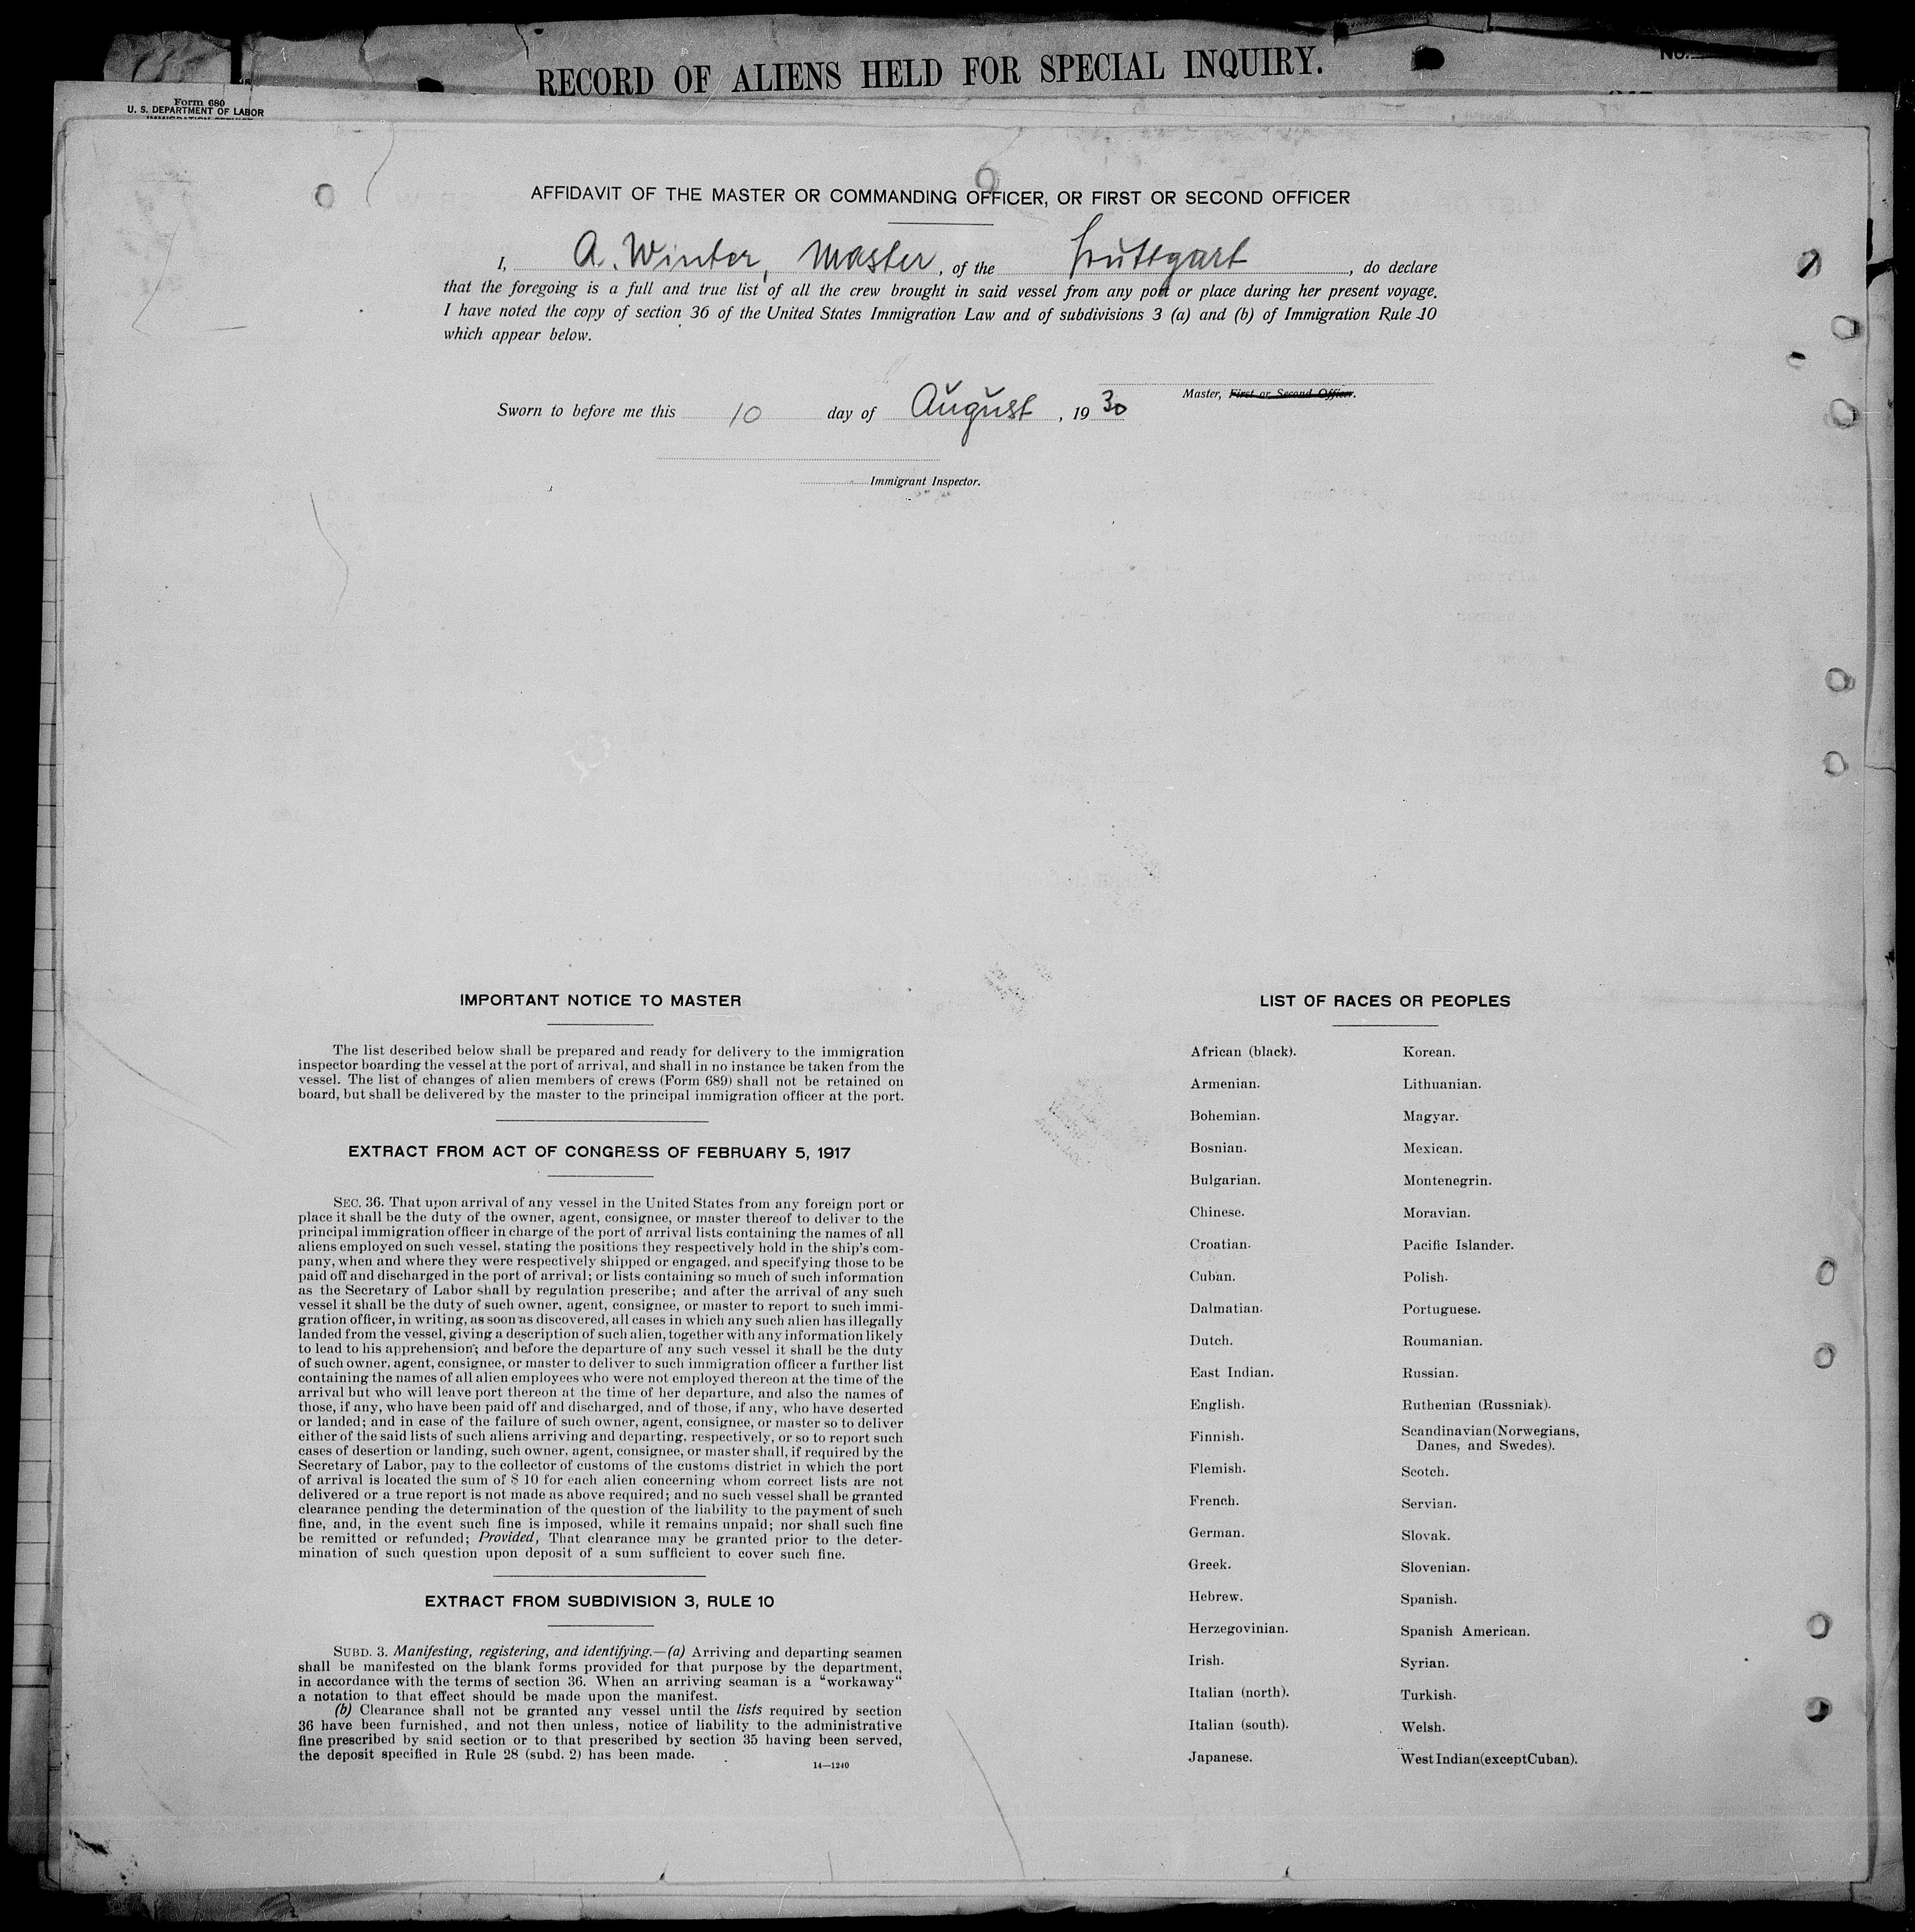 RECORD OF ALIENS HELD FOR SPECIAL INQUIRY.
Form 680
U. S. DEPARTMENT OF LABOR
AFFIDAVIT OF THE MASTER OR COMMANDING OFFICER, OR FIRST OR SECOND OFFICER
I, A. Winter, Master, of the Stuttgart, do declare
that the foregoing is a full and true list of all the crew brought in said vessel from any port or place during her present voyage.
I have noted the copy of section 36 of the United States Immigration Law and of subdivisions 3 (a) and (b) of Immigration Rule 10
which appear below.
Master, First or Second Officer.
Sworn to before me this 10 day of August, 1930
Immigrant Inspector.
IMPORTANT NOTICE TO MASTER
The list described below shall be prepared and ready for delivery to the immigration
inspector boarding the vessel at the port of arrival, and shall in no instance be taken from the
vessel. The list of changes of alien members of crews (Form 689) shall not be retained on
board, but shall be delivered by the master to the principal immigration officer at the port.
EXTRACT FROM ACT OF CONGRESS OF FEBRUARY 5, 1917
SEC. 36. That upon arrival of any vessel in the United States from any foreign port or
place it shall be the duty of the owner, agent, consignee, or master thereof to deliver to the
principal immigration officer in charge of the port of arrival lists containing the names of all
aliens employed on such vessel, stating the positions they respectively hold in the ship's com-
pany, when and where they were respectively shipped or engaged, and specifying those to be
paid off and discharged in the port of arrival; or lists containing so much of such information
as the Secretary of Labor shall by regulation prescribe; and after the arrival of any such
vessel it shall be the duty of such owner, agent, consignee, or master to report to such immi-
gration officer, in writing, as soon as discovered, all cases in which any such alien has illegally
landed from the vessel, giving a description of such alien, together with any information likely
to lead to his apprehension; and before the departure of any such vessel it shall be the duty
of such owner, agent, consignee, or master to deliver to such immigration officer a further list
containing the names of all alien employees who were not employed thereon at the time of the
arrival but who will leave port thereon at the time of her departure, and also the names of
those, if any, who have been paid off and discharged, and of those, if any, who have deserted
or landed; and in case of the failure of such owner, agent, consignee, or master so to deliver
either of the said lists of such aliens arriving and departing, respectively, or so to report such
cases of desertion or landing, such owner, agent, consignee, or master shall, if required by the
Secretary of Labor, pay to the collector of customs of the customs district in which the port
of arrival is located the sum of $ 10 for each alien concerning whom correct lists are not
delivered or a true report is not made as above required; and no such vessel shall be granted
clearance pending the determination of the question of the liability to the payment of such
fine, and, in the event such fine is imposed, while it remains unpaid; nor shall such fine
be remitted or refunded; Provided, That clearance may be granted prior to the deter-
mination of such question upon deposit of a sum sufficient to cover such fine.
EXTRACT FROM SUBDIVISION 3, RULE 10
SUBD. 3. Manifesting, registering, and identifying.—(a) Arriving and departing seamen
shall be manifested on the blank forms provided for that purpose by the department,
in accordance with the terms of section 36. When an arriving seaman is a "workaway"
a notation to that effect should be made upon the manifest.
(b) Clearance shall not be granted any vessel until the lists required by section
36 have been furnished, and not then unless, notice of liability to the administrative
fine prescribed by said section or to that prescribed by section 35 having been served,
the deposit specified in Rule 28 (subd. 2) has been made.
14—1240
LIST OF RACES OR PEOPLES
African (black).
Armenian.
Bohemian.
Bosnian.
Bulgarian.
Chinese.
Croatian.
Cuban.
Dalmatian.
Dutch.
East Indian.
English.
Finnish.
Flemish.
French.
German.
Greek.
Hebrew.
Herzegovinian.
Irish.
Italian (north).
Italian (south).
Japanese.
Korean.
Lithuanian.
Magyar.
Mexican.
Montenegrin.
Moravian.
Pacific Islander.
Polish.
Portuguese.
Roumanian.
Russian.
Ruthenian (Russniak).
Scandinavian (Norwegians,
Danes, and Swedes).
Scotch.
Servian.
Slovak.
Slovenian.
Spanish.
Spanish American.
Syrian.
Turkish.
Welsh.
West Indian (except Cuban).